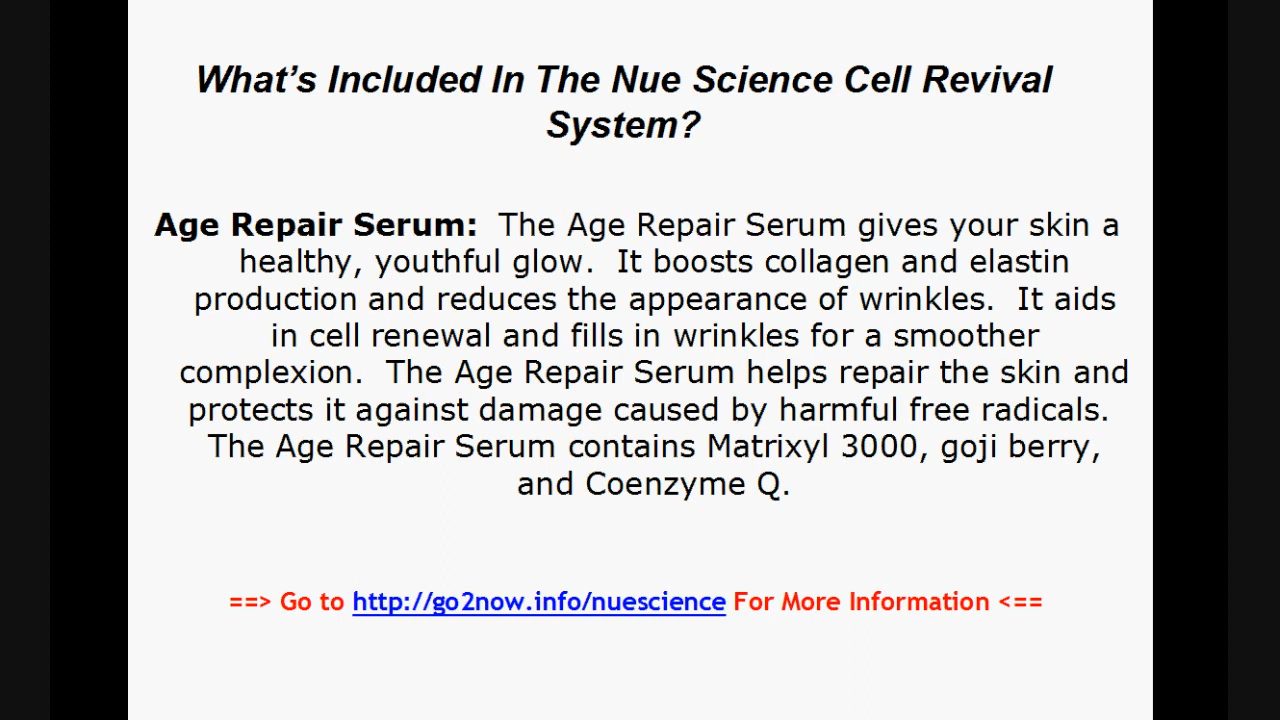 What’s Included In The Nue Science Cell Revival
System?
Age Repair Serum:  The Age Repair Serum gives your skin a
healthy, youthful glow.  It boosts collagen and elastin
production and reduces the appearance of wrinkles.  It aids
in cell renewal and fills in wrinkles for a smoother
complexion.  The Age Repair Serum helps repair the skin and
protects it against damage caused by harmful free radicals.
The Age Repair Serum contains Matrixyl 3000, goji berry,
and Coenzyme Q.
==> Go to http://go2now.info/nuescience For More Information <==